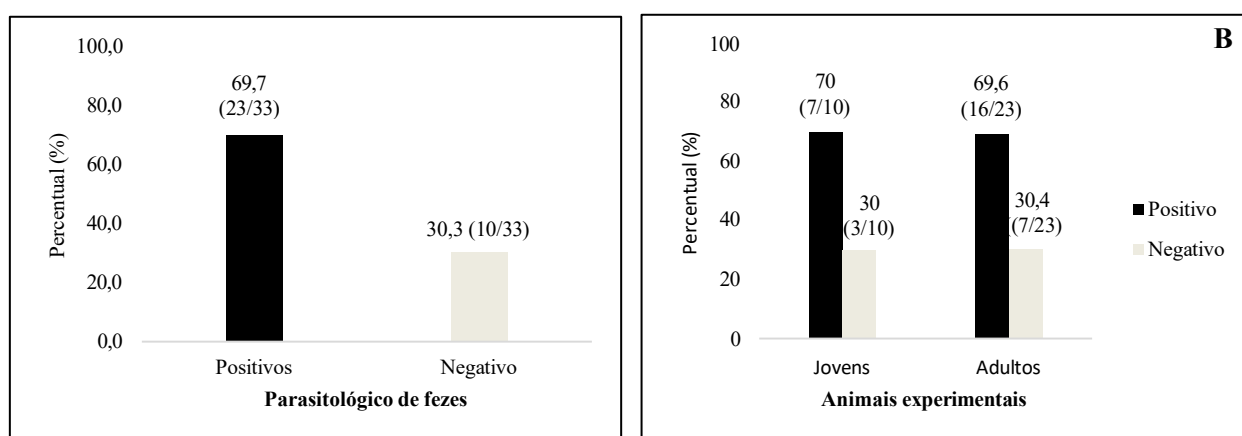 100,0
80,0
60,0
40,0
20,0
0,0
Percentual (%)
69,7
(23/33)
30,3 (10/33)
Positivos
Negativo
Parasitológico de fezes
B
100
80
60
40
20
0
Percentual (%)
70
(7/10)
30
(3/10)
69,6
(16/23)
30,4
(7/23)
Jovens
Adultos
Animais experimentais
Positivo
Negativo